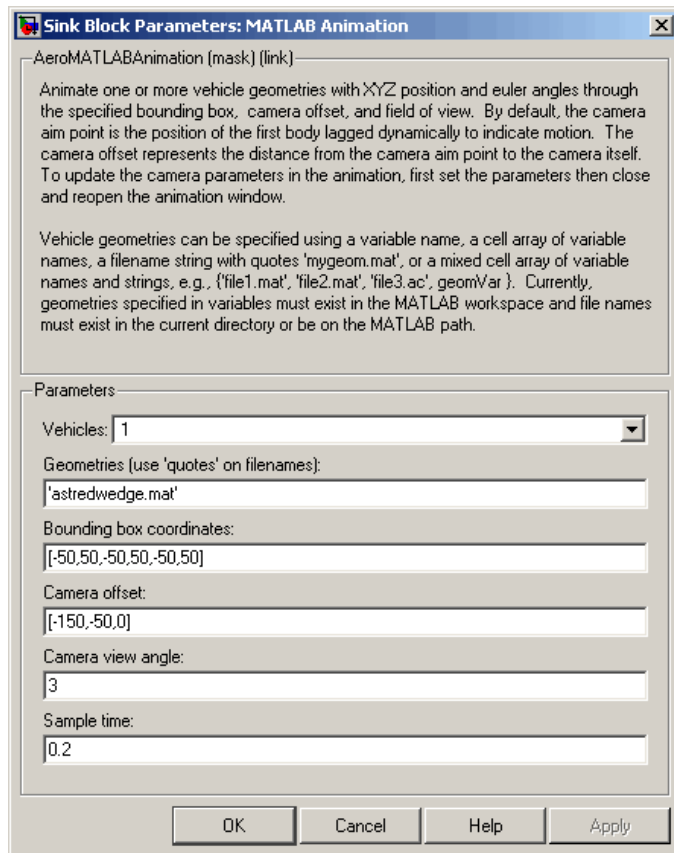 Sink Block Parameters: MATLAB Animation
AeroMATLABAnimation (mask) (link)
Animate one or more vehicle geometries with XYZ position and euler angles through
the specified bounding box,  camera offset, and field of view.  By default, the camera
aim point is the position of the first body lagged dynamically to indicate motion.  The
camera offset represents the distance from the camera aim point to the camera itself.
To update the camera parameters in the animation, first set the parameters then close
and reopen the animation window.
Vehicle geometries can be specified using a variable name, a cell array of variable
names, a filename string with quotes 'mygeom.mat', or a mixed cell array of variable
names and strings, e.g., {'file1.mat', 'file2.mat', 'file3.ac', geomVar }.  Currently,
geometries specified in variables must exist in the MATLAB workspace and file names
must exist in the current directory or be on the MATLAB path.
Parameters
Vehicles: 1
Geometries (use 'quotes' on filenames):
'astredwedge.mat'
Bounding box coordinates:
[-50,50,-50,50,-50,50]
Camera offset:
[-150,-50,0]
Camera view angle:
3
Sample time:
0.2
OK Cancel Help Apply